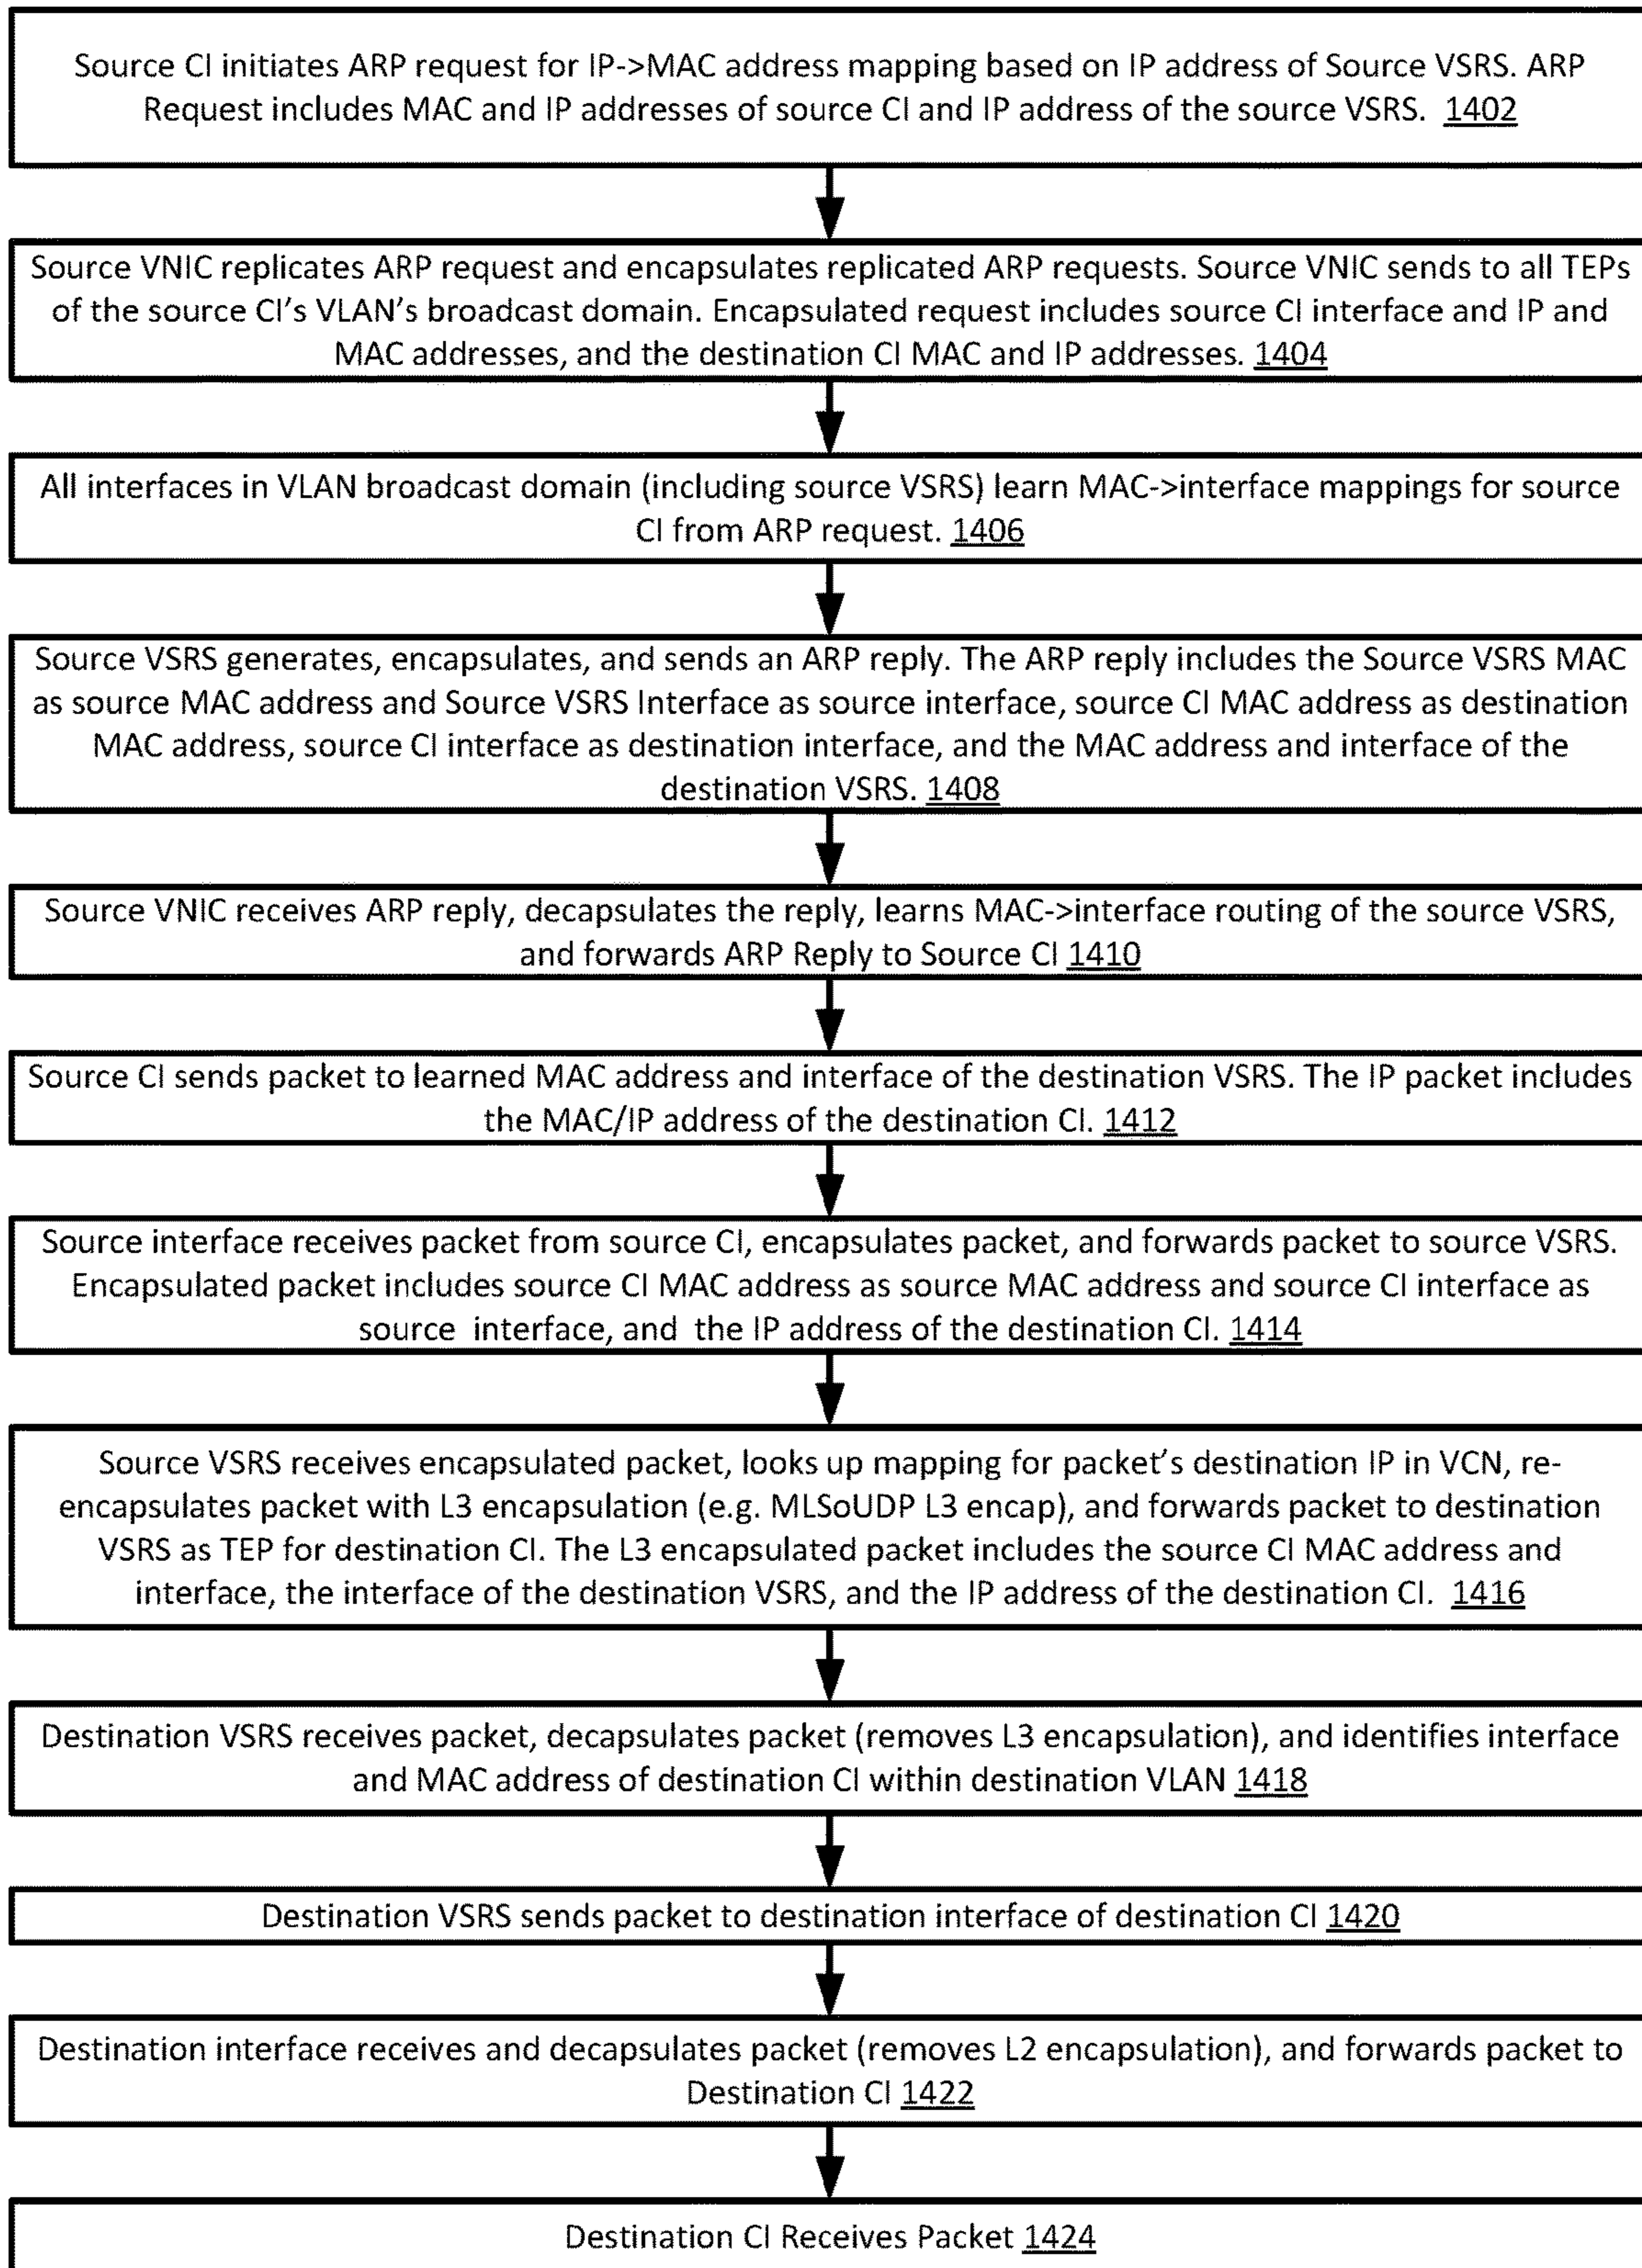 Source CI initiates ARP request for IP->MAC address mapping based on IP address of Source VSRS. ARP
Request includes MAC and IP addresses of source CI and IP address of the source VSRS. 1402
Source VNIC replicates ARP request and encapsulates replicated ARP requests. Source VNIC sends to all TEPs
of the source CI's VLAN's broadcast domain. Encapsulated request includes source CI interface and IP and
MAC addresses, and the destination CI MAC and IP addresses. 1404
All interfaces in VLAN broadcast domain (including source VSRS) learn MAC->interface mappings for source
CI from ARP request. 1406
Source VSRS generates, encapsulates, and sends an ARP reply. The ARP reply includes the Source VSRS MAC
as source MAC address and Source VSRS Interface as source interface, source CI MAC address as destination
MAC address, source CI interface as destination interface, and the MAC address and interface of the
destination VSRS. 1408
Source VNIC receives ARP reply, decapsulates the reply, learns MAC->interface routing of the source VSRS,
and forwards ARP Reply to Source CI 1410
Source CI sends packet to learned MAC address and interface of the destination VSRS. The IP packet includes
the MAC/IP address of the destination CI. 1412
Source interface receives packet from source CI, encapsulates packet, and forwards packet to source VSRS.
Encapsulated packet includes source CI MAC address as source MAC address and source CI interface as
source interface, and the IP address of the destination CI. 1414
Source VSRS receives encapsulated packet, looks up mapping for packet's destination IP in VCN, re-
encapsulates packet with L3 encapsulation (e.g. MLSoUDP L3 encap), and forwards packet to destination
VSRS as TEP for destination CI. The L3 encapsulated packet includes the source CI MAC address and
interface, the interface of the destination VSRS, and the IP address of the destination CI. 1416
Destination VSRS receives packet, decapsulates packet (removes L3 encapsulation), and identifies interface
and MAC address of destination CI within destination VLAN 1418
Destination VSRS sends packet to destination interface of destination CI 1420
Destination interface receives and decapsulates packet (removes L2 encapsulation), and forwards packet to
Destination CI 1422
Destination CI Receives Packet 1424